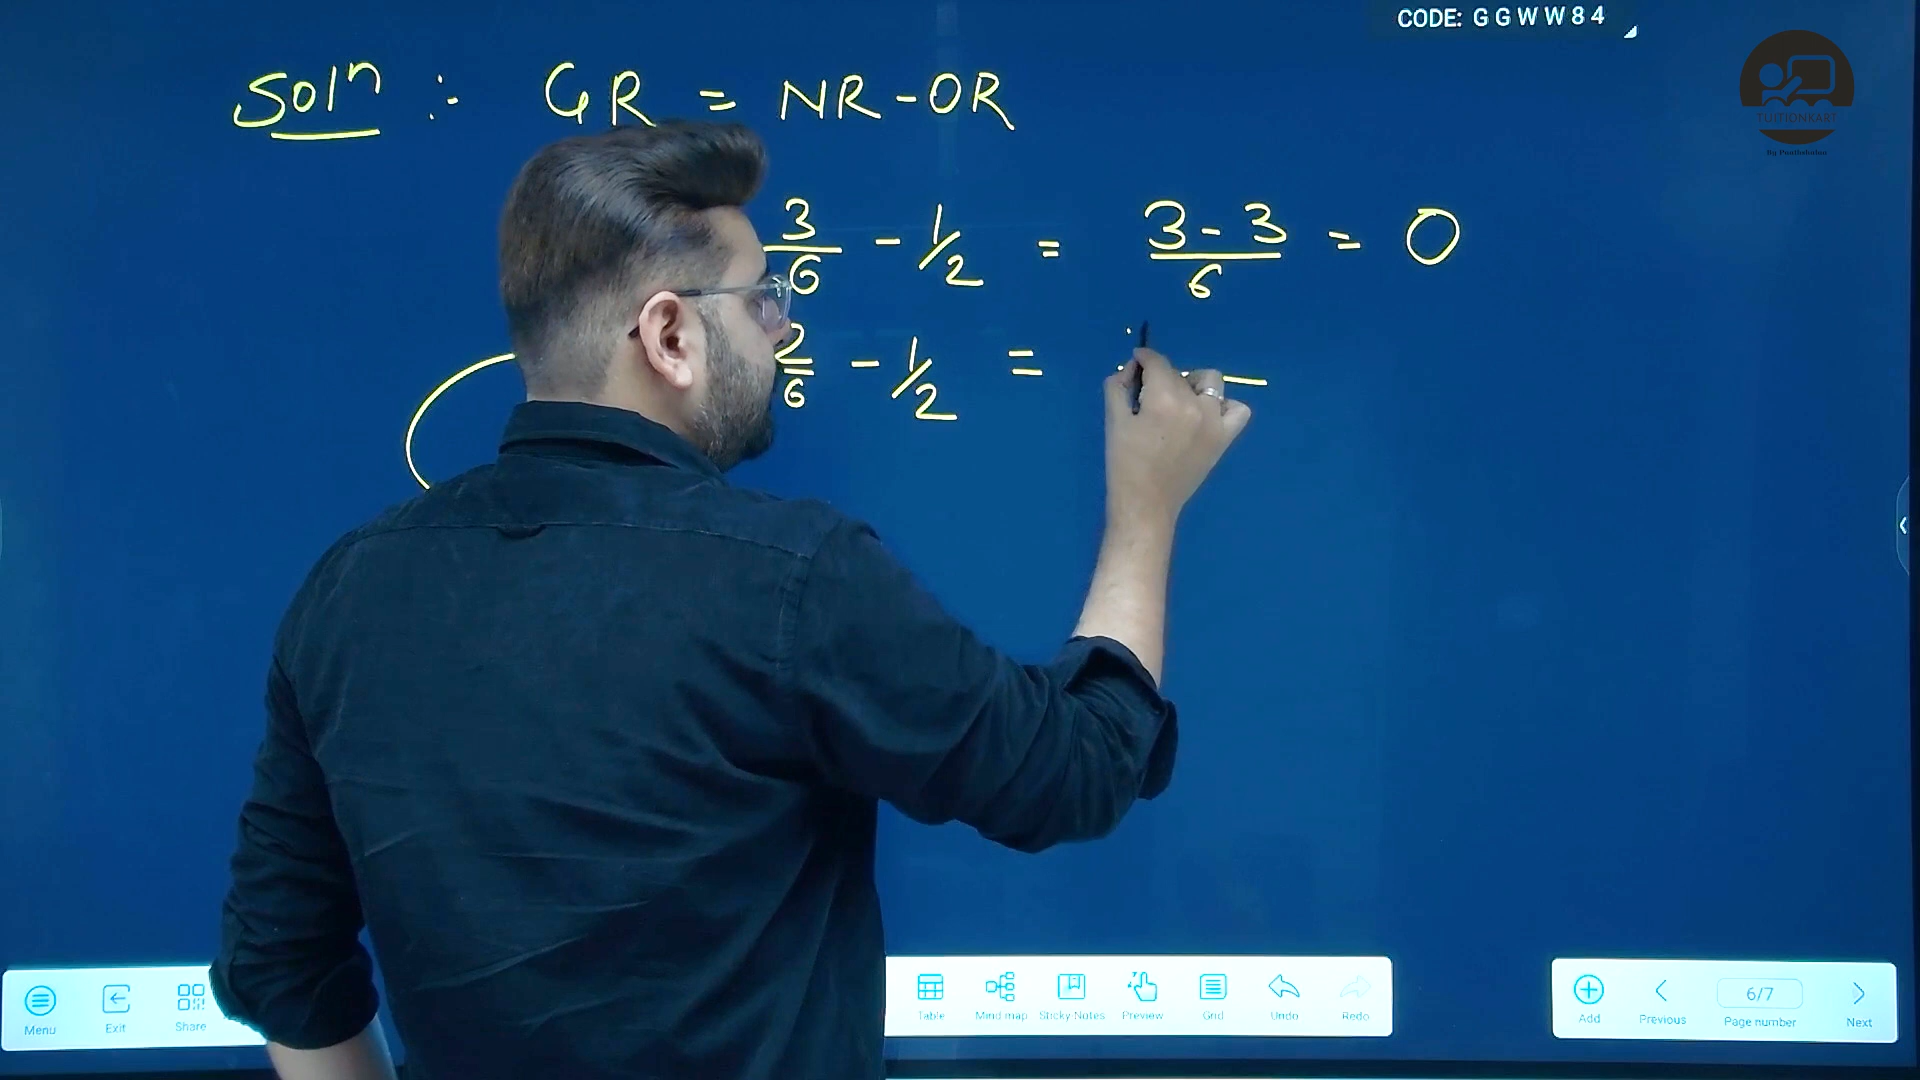 CODE: G G W W 8 4
TUDIONKART
Soln :- GR = NR - OR
3/6 - 1/2 = 3 - 3/6 = 0
2/6 - 1/2 =
Menu Exit Share Table Mind map Sticky Notes Preview Grid Undo Redo Add Previous 6/7 Page number Next